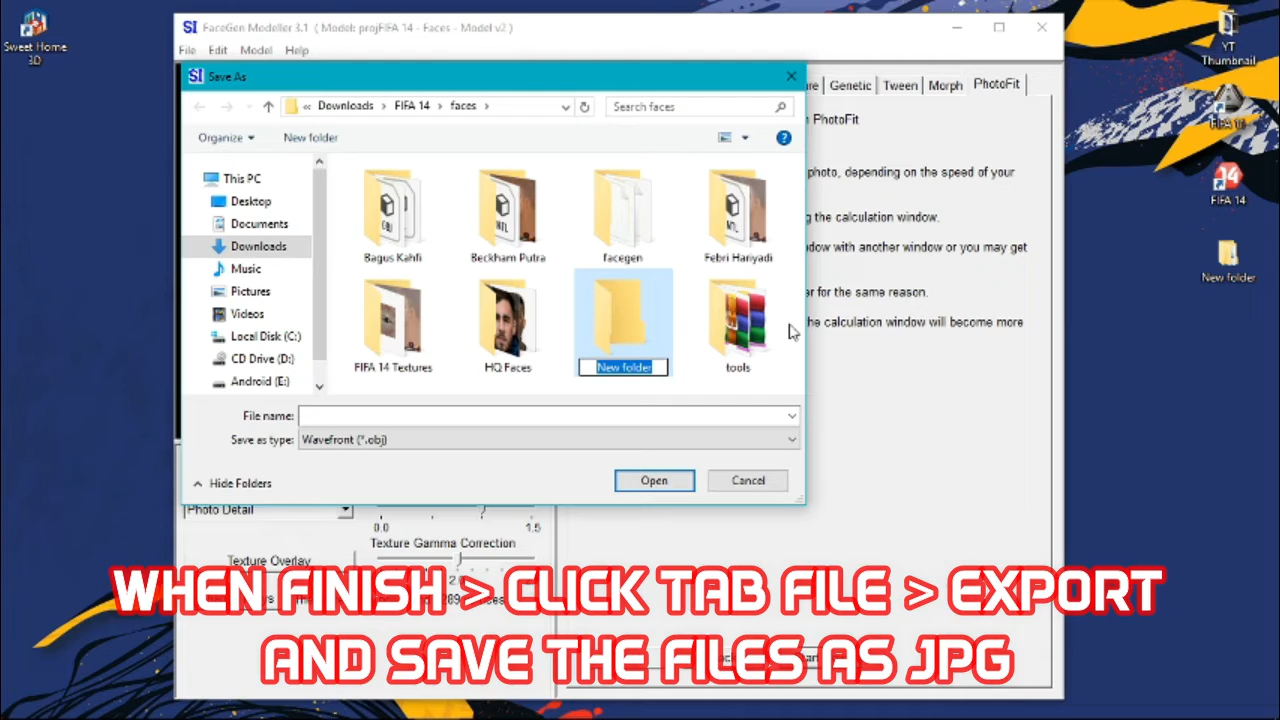 Sweet Home
3D
YT
Thumbnail
FIFA 14
New folder
FaceGen Modeller 3.1 ( Model: projFIFA 14 - Faces - Model v2 )
File Edit Model Help
Save As
« Downloads > FIFA 14 > faces >
Search faces
Organize
New folder
This PC
Desktop
Documents
Downloads
Music
Pictures
Videos
Local Disk (C:)
CD Drive (D:)
Android (E:)
Bagus Kahfi
Beckham Putra
facegen
Febri Hariyadi
FIFA 14 Textures
HQ Faces
New folder
tools
File name:
Save as type: Wavefront (*.obj)
Hide Folders
Open
Cancel
Genetic Tween Morph PhotoFit
PhotoFit
photo, depending on the speed of your
the calculation window.
with another window or you may get
for the same reason.
the calculation window will become more
Photo Detail
0.0 1.5
Texture Gamma Correction
Texture Overlay
WHEN FINISH > CLICK TAB FILE > EXPORT
AND SAVE THE FILES AS JPG